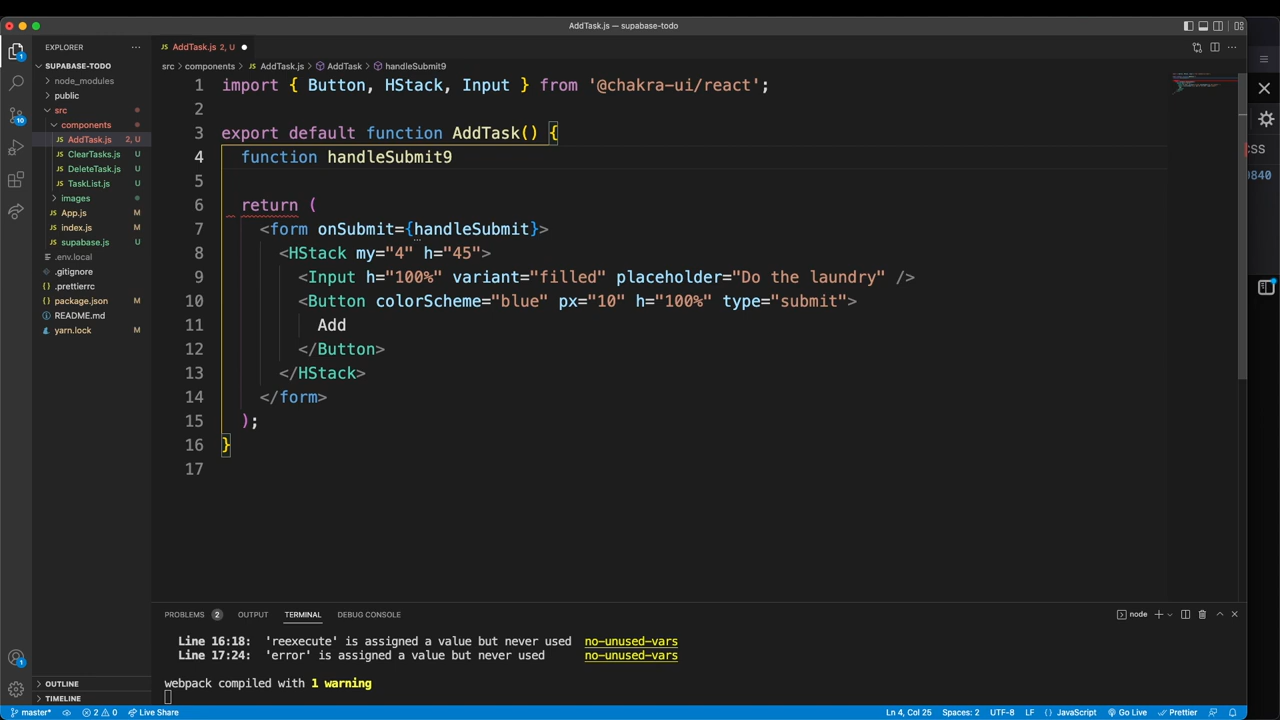 AddTask.js — supabase-todo
EXPLORER
SUPABASE-TODO
node_modules
public
src
components
AddTask.js 2, U
ClearTasks.js U
DeleteTask.js U
TaskList.js U
images
App.js M
index.js M
supabase.js U
.env.local
.gitignore
.prettierrc
package.json M
README.md
yarn.lock M
OUTLINE
TIMELINE
AddTask.js 2, U
src > components > AddTask.js > AddTask > handleSubmit9
1 import { Button, HStack, Input } from '@chakra-ui/react';
2
3 export default function AddTask() {
4 function handleSubmit9
5
6 return (
7 <form onSubmit={handleSubmit}>
8 <HStack my="4" h="45">
9 <Input h="100%" variant="filled" placeholder="Do the laundry" />
10 <Button colorScheme="blue" px="10" h="100%" type="submit">
11 Add
12 </Button>
13 </HStack>
14 </form>
15 );
16 }
17
CSS
9840
PROBLEMS 2 OUTPUT TERMINAL DEBUG CONSOLE
node
Line 16:18: 'reexecute' is assigned a value but never used no-unused-vars
Line 17:24: 'error' is assigned a value but never used no-unused-vars
webpack compiled with 1 warning
master* 2 0 Live Share
Ln 4, Col 25 Spaces: 2 UTF-8 LF { } JavaScript Go Live Prettier